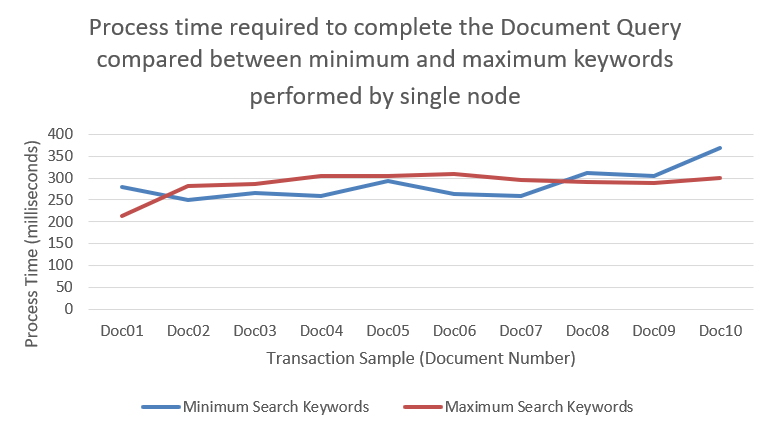 Process time required to complete the Document Query
compared between minimum and maximum keywords
performed by single node
Process Time (milliseconds)
400
350
300
250
200
150
100
50
0
Doc01 Doc02 Doc03 Doc04 Doc05 Doc06 Doc07 Doc08 Doc09 Doc10
Transaction Sample (Document Number)
Minimum Search Keywords Maximum Search Keywords